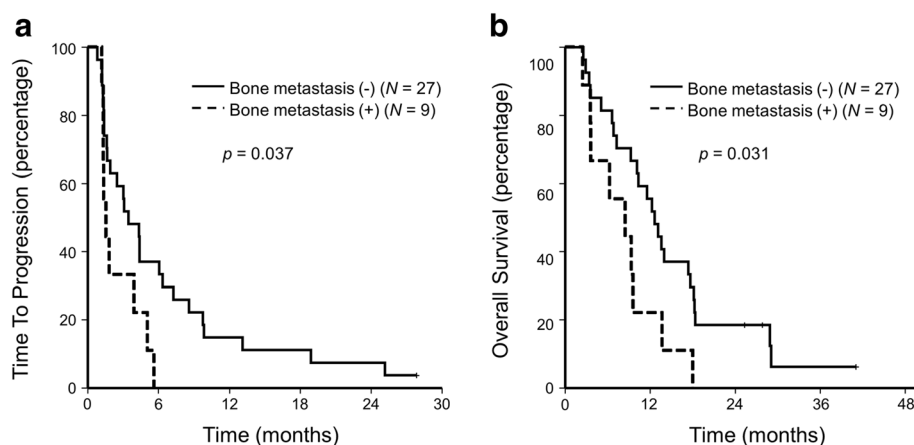 a
Time To Progression (percentage)
100
80
60
40
20
0
Bone metastasis (-) (N = 27)
Bone metastasis (+) (N = 9)
p = 0.037
0 6 12 18 24 30
Time (months)
b
Overall Survival (percentage)
100
80
60
40
20
0
Bone metastasis (-) (N = 27)
Bone metastasis (+) (N = 9)
p = 0.031
0 12 24 36 48
Time (months)